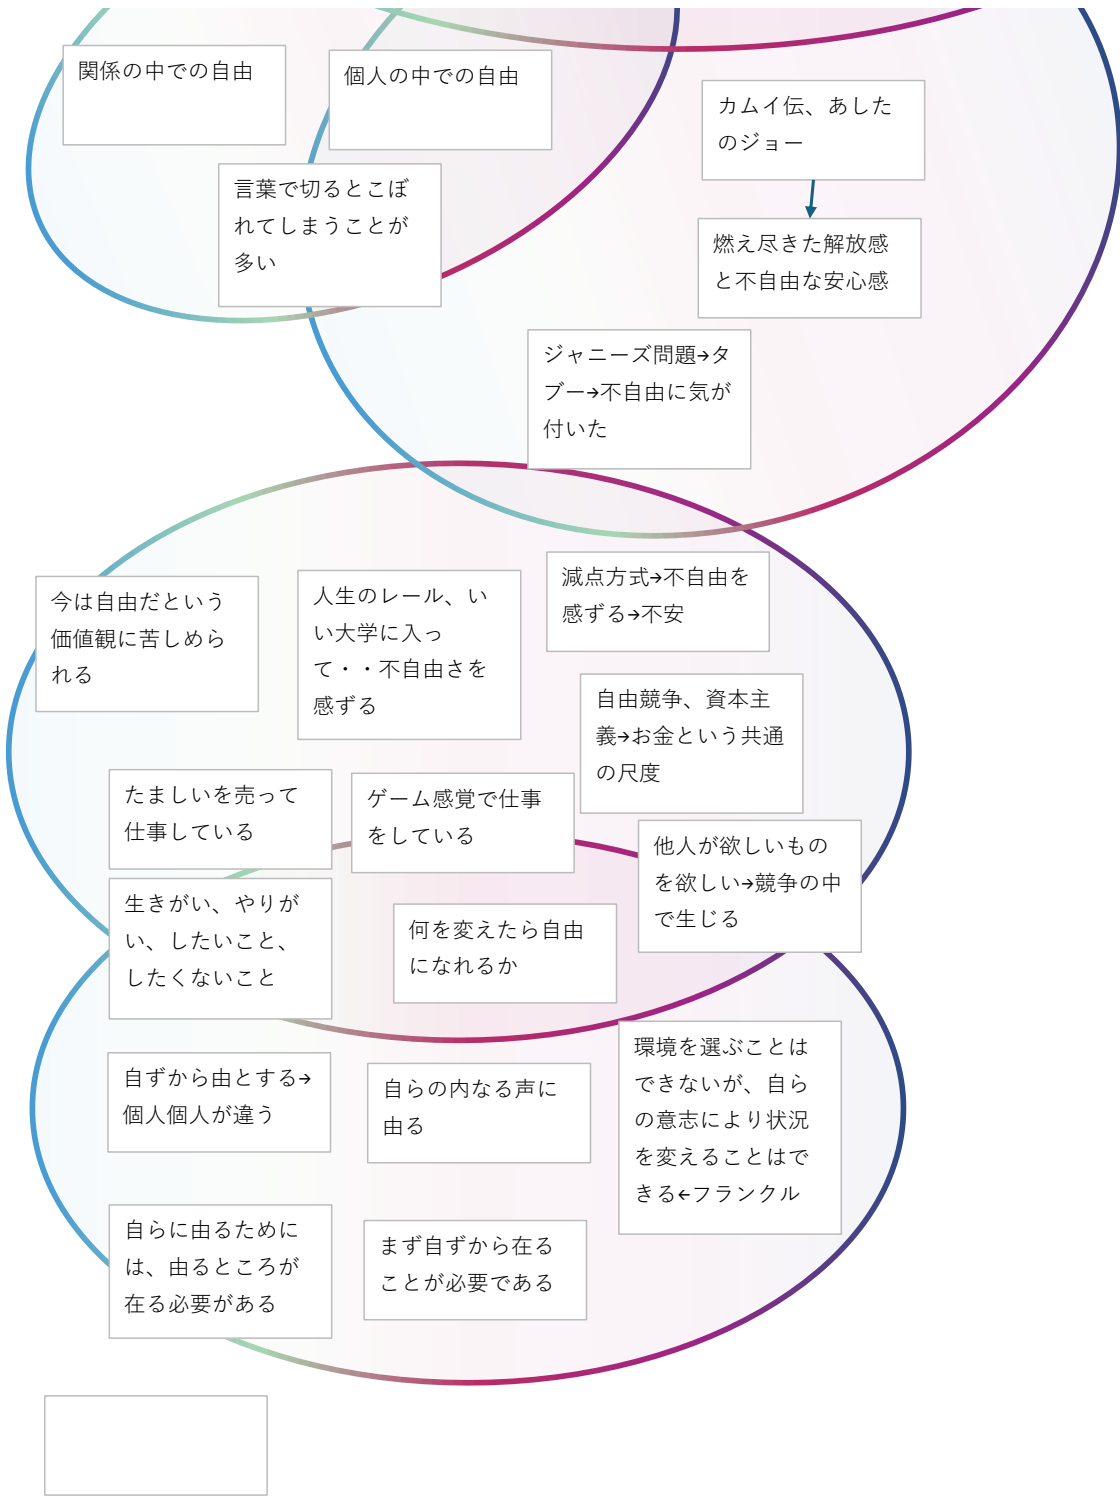 関係の中での自由
個人の中での自由
カムイ伝、あした
のジョー
言葉で切るとこぼ
れてしまうことが
多い
燃え尽きた解放感
と不自由な安心感
ジャニーズ問題→タ
ブー→不自由に気が
付いた
今は自由だという
価値観に苦しめら
れる
人生のレール、い
い大学に入っ
て・・不自由さを
感ずる
減点方式→不自由を
感ずる→不安
自由競争、資本主
義→お金という共通
の尺度
たましいを売って
仕事している
ゲーム感覚で仕事
をしている
他人が欲しいもの
を欲しい→競争の中
で生じる
生きがい、やりが
い、したいこと、
したくないこと
何を変えたら自由
になれるか
自ずから由とする→
個人個人が違う
自らの内なる声に
由る
環境を選ぶことは
できないが、自ら
の意志により状況
を変えることはで
きる←フランクル
自らに由るために
は、由るところが
在る必要がある
まず自ずから在る
ことが必要である